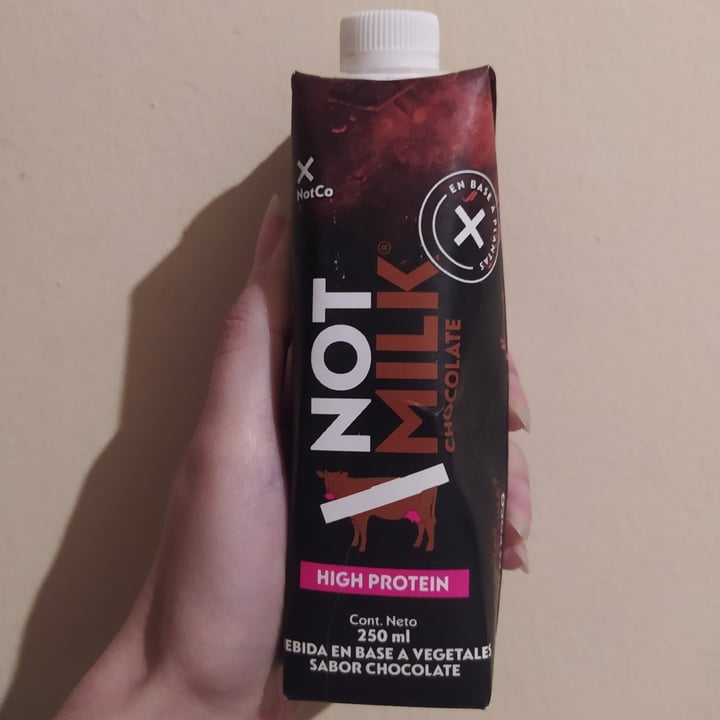 NotCo
EN BASE A PLANTAS
NOT
MILK®
CHOCOLATE
HIGH PROTEIN
Cont. Neto
250 ml
EBIDA EN BASE A VEGETALES
SABOR CHOCOLATE